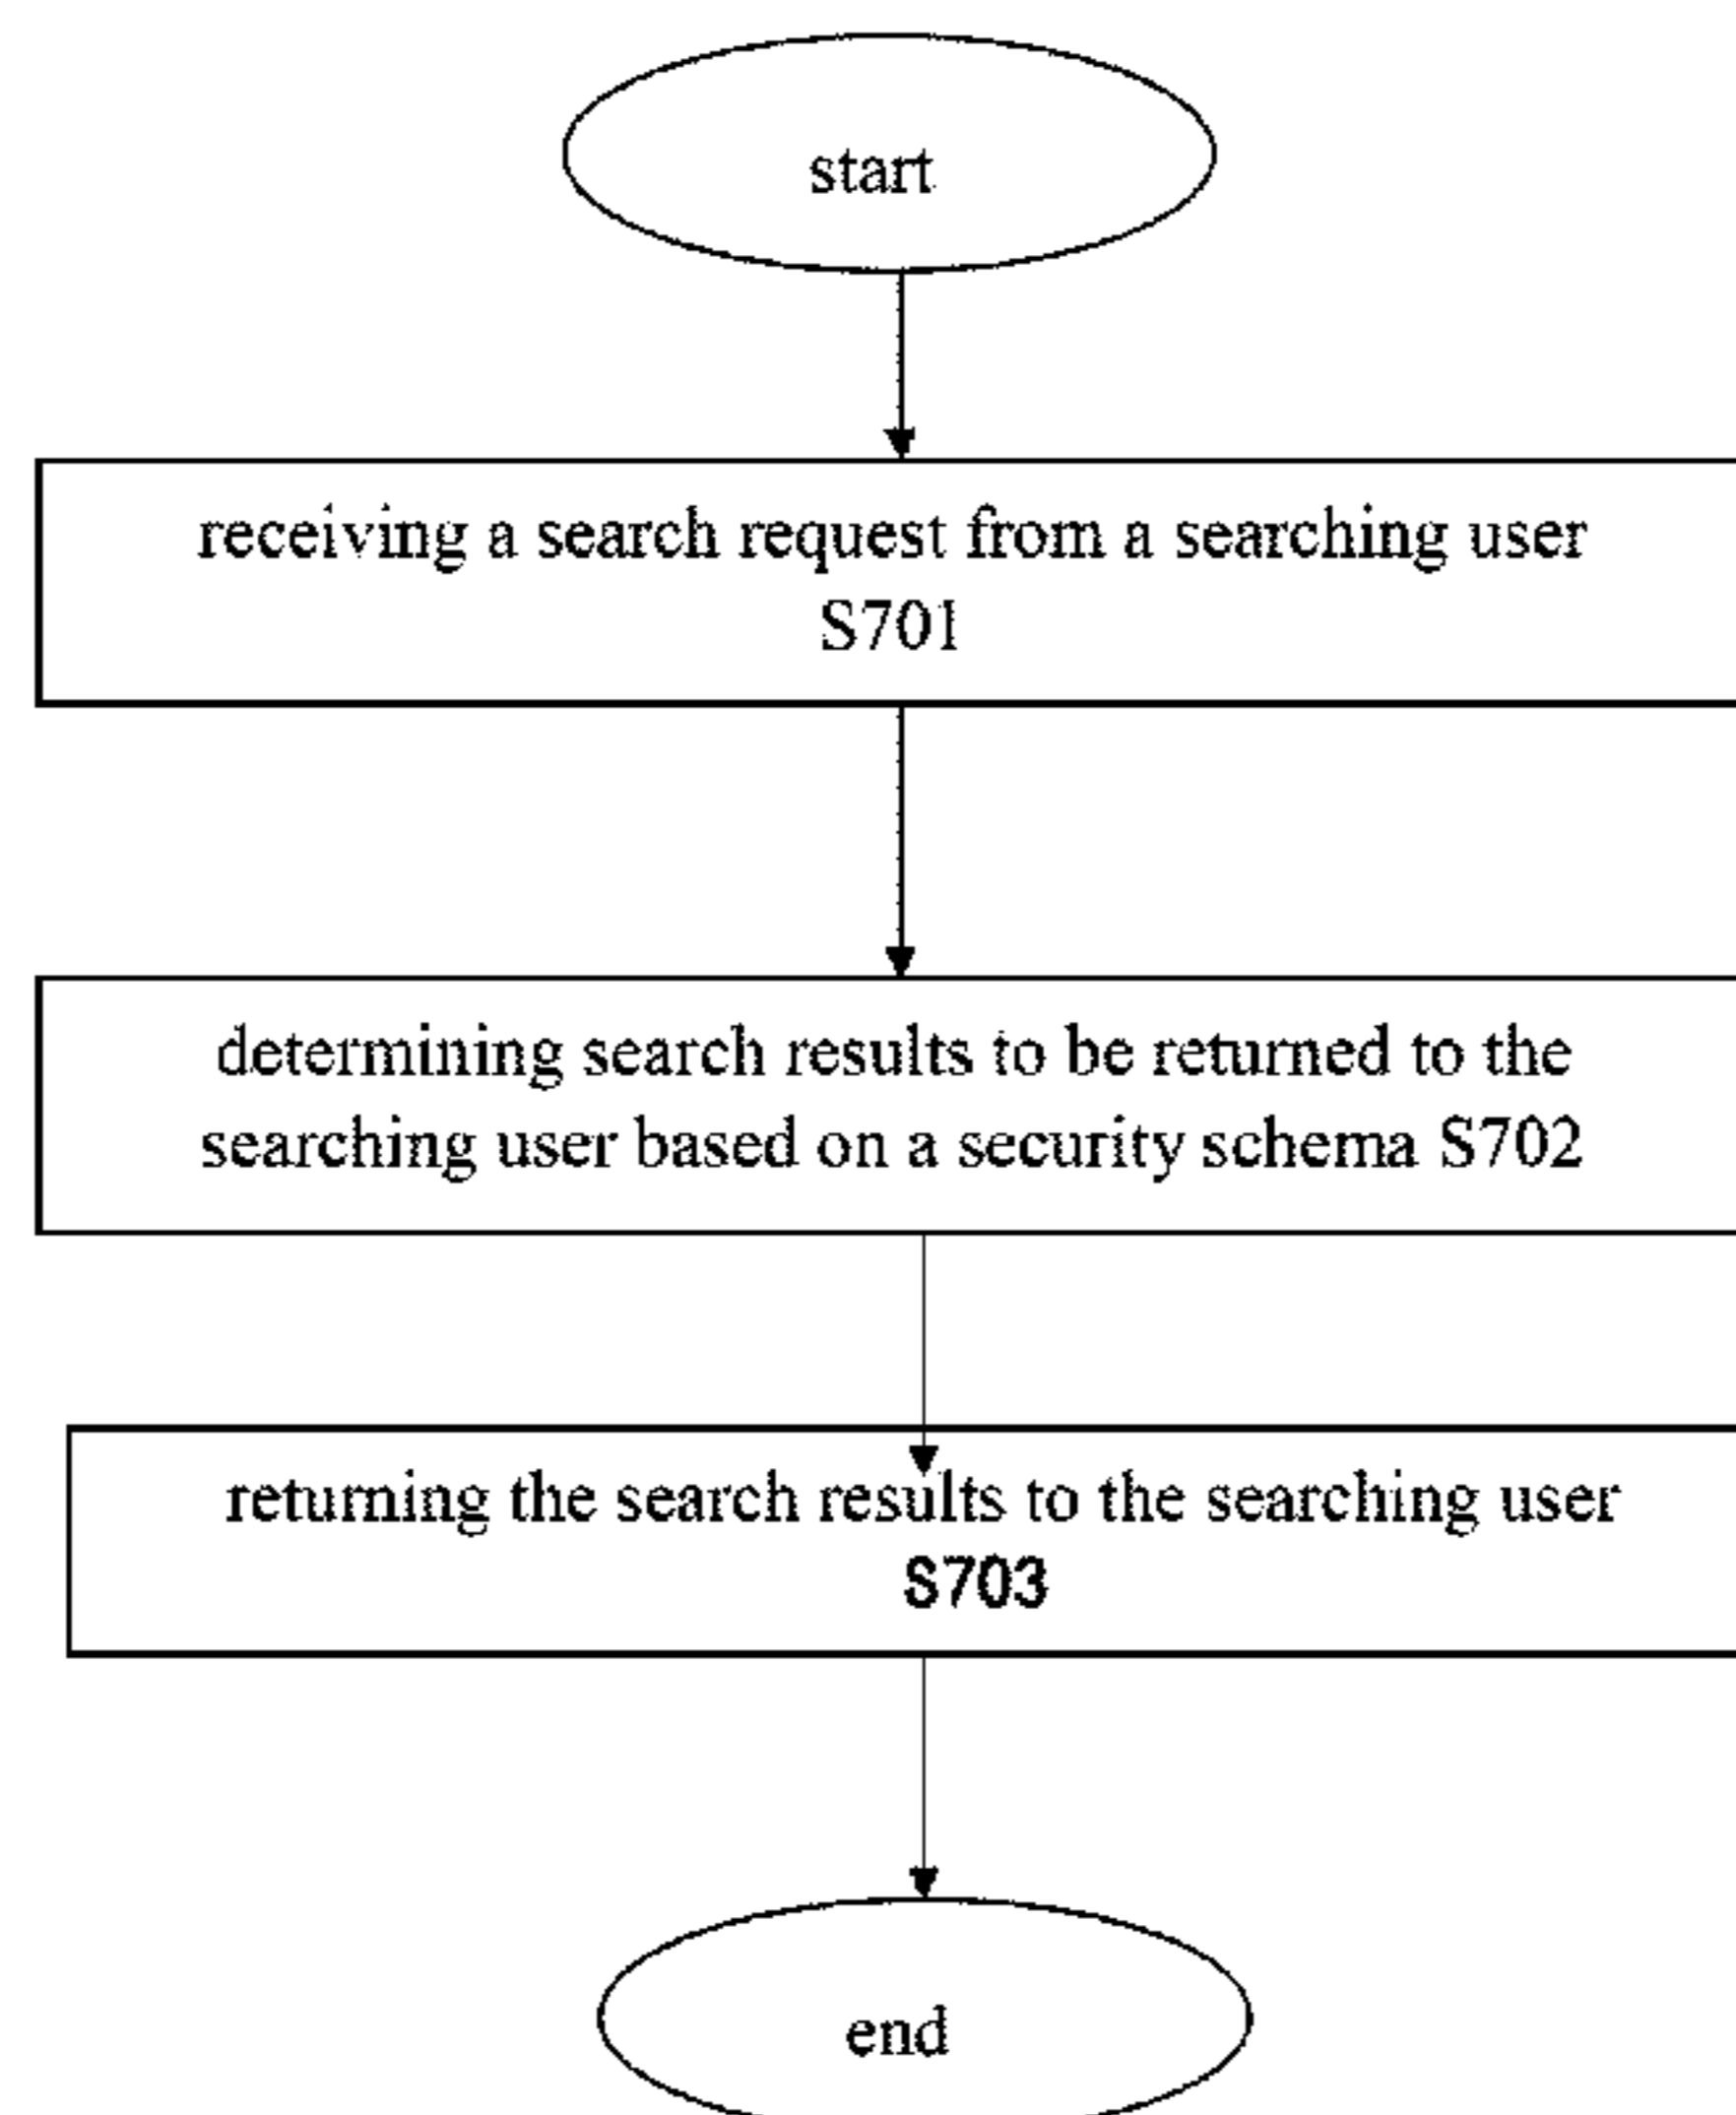 start
receiving a search request from a searching user
S701
determining search results to be returned to the
searching user based on a security schema S702
returning the search results to the searching user
S703
end